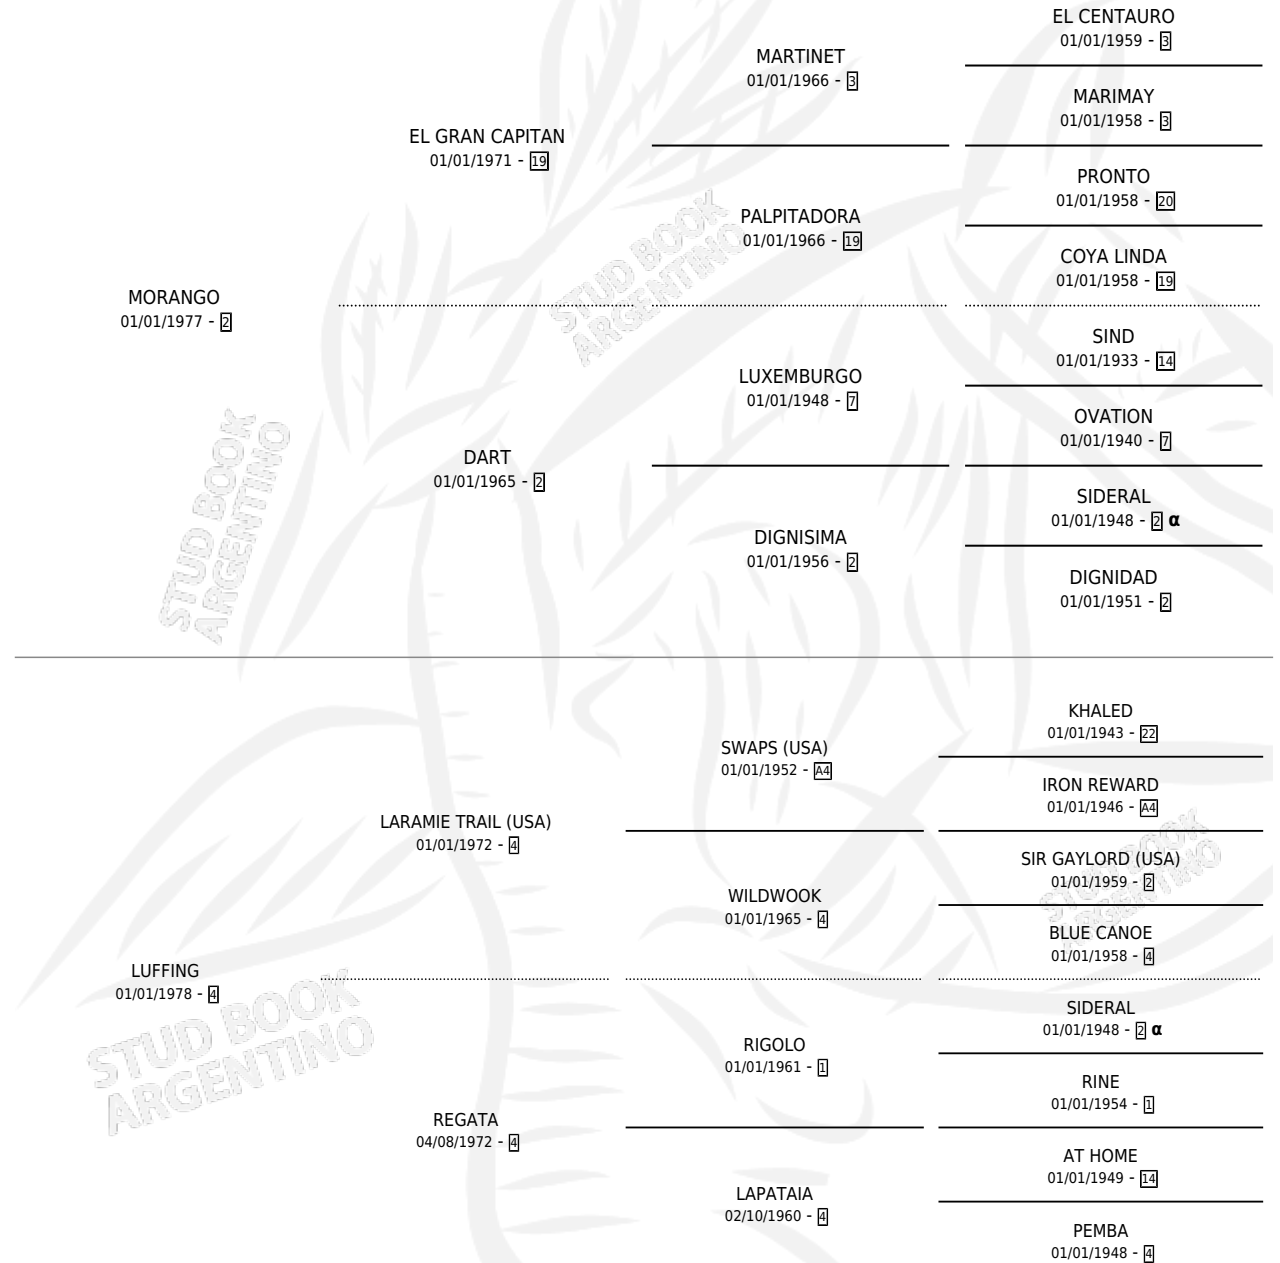 EL CENTAURO
01/01/1959 - 3
MARTINET
01/01/1966 - 3
MARIMAY
01/01/1958 - 3
EL GRAN CAPITAN
01/01/1971 - 19
PRONTO
01/01/1958 - 20
PALPITADORA
01/01/1966 - 19
COYA LINDA
01/01/1958 - 19
STUD BOOK
ARGENTINO
MORANGO
01/01/1977 - 2
SIND
01/01/1933 - 14
LUXEMBURGO
01/01/1948 - 7
OVATION
01/01/1940 - 7
DART
01/01/1965 - 2
SIDERAL
01/01/1948 - 2 α
DIGNISIMA
01/01/1956 - 2
DIGNIDAD
01/01/1951 - 2
STUD BOOK
ARGENTINO
KHALED
01/01/1943 - 22
SWAPS (USA)
01/01/1952 - A4
IRON REWARD
01/01/1946 - A4
LARAMIE TRAIL (USA)
01/01/1972 - 4
SIR GAYLORD (USA)
01/01/1959 - 2
WILDWOOK
01/01/1965 - 4
BLUE CANOE
01/01/1958 - 4
STUD BOOK
ARGENTINO
LUFFING
01/01/1978 - 4
SIDERAL
01/01/1948 - 2 α
RIGOLO
01/01/1961 - 1
RINE
01/01/1954 - 1
REGATA
04/08/1972 - 4
AT HOME
01/01/1949 - 14
LAPATAIA
02/10/1960 - 4
PEMBA
01/01/1948 - 4
STUD BOOK
ARGENTINO